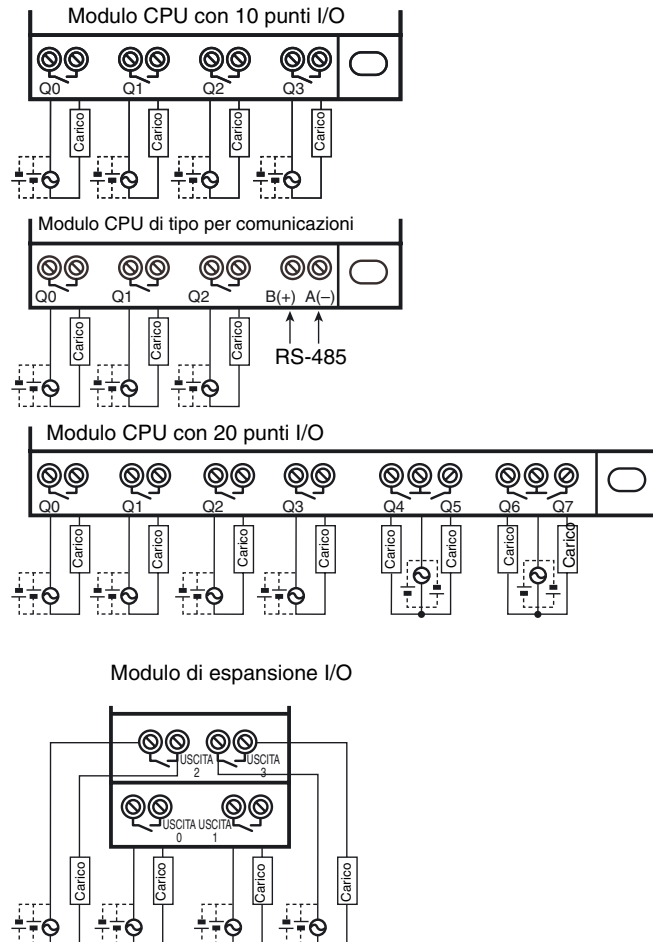 Modulo CPU con 10 punti I/O
Q0 Q1 Q2 Q3
Carico Carico Carico Carico
Modulo CPU di tipo per comunicazioni
Q0 Q1 Q2 B(+) A(–)
Carico Carico Carico
RS-485
Modulo CPU con 20 punti I/O
Q0 Q1 Q2 Q3 Q4 Q5 Q6 Q7
Carico Carico Carico Carico Carico Carico Carico Carico
Modulo di espansione I/O
USCITA USCITA
2 3
USCITA USCITA
0 1
Carico Carico Carico Carico